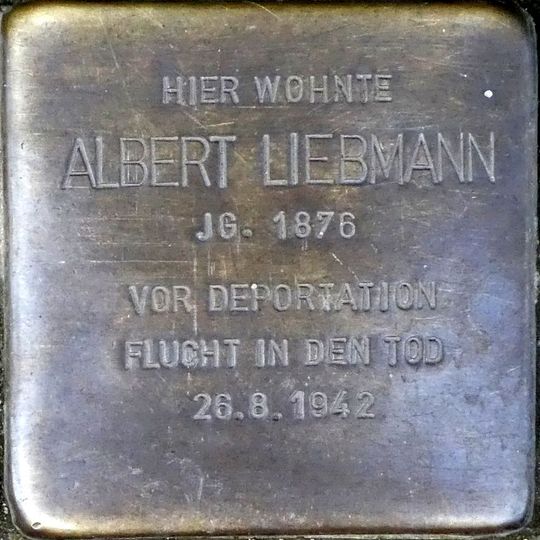 HIER WOHNTE
ALBERT LIEBMANN
JG. 1876
VOR DEPORTATION
FLUCHT IN DEN TOD
26.8.1942